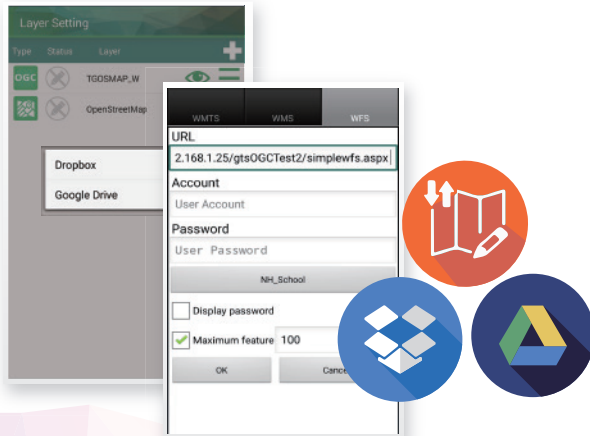 Layer Setting
Type Status Layer
OGC TGOSMAP_W
OpenStreetMap
Dropbox
Google Drive
WMTS WMS WFS
URL
2.168.1.25/gtsOGCTest2/simplewfs.aspx
Account
User Account
Password
User Password
NH_School
Display password
Maximum feature 100
OK